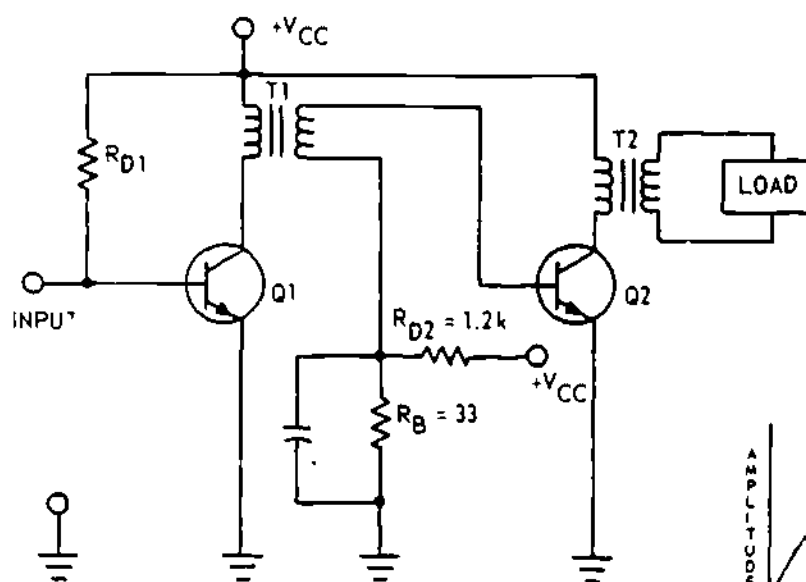 +VCC
T1
RD1
T2
LOAD
Q1
Q2
INPUT
RD2 = 1.2k
+VCC
RB = 33
AMPLITUDE